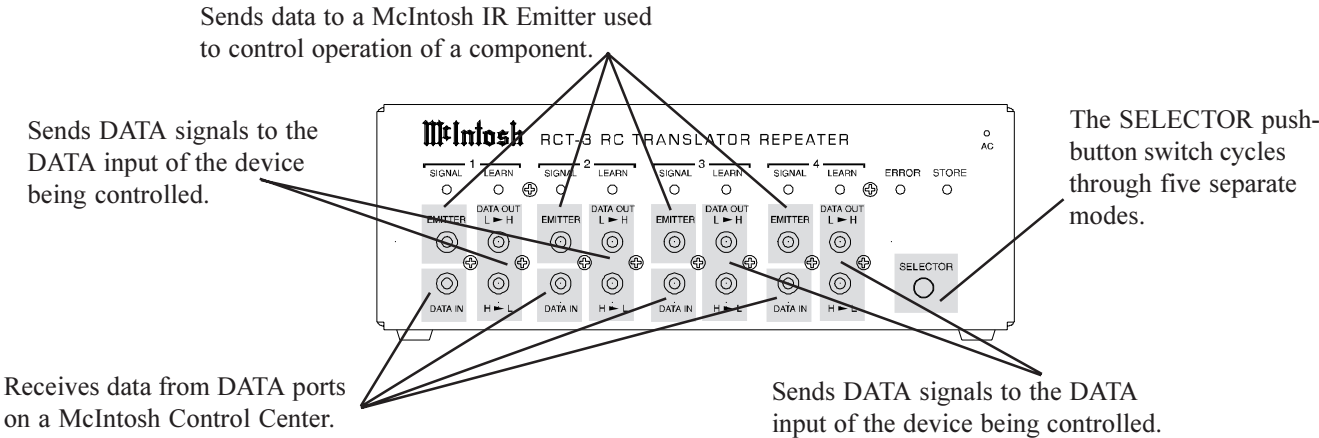 Sends data to a McIntosh IR Emitter used
to control operation of a component.
Sends DATA signals to the
DATA input of the device
being controlled.
The SELECTOR push-
button switch cycles
through five separate
modes.
McIntosh RCT-3 RC TRANSLATOR REPEATER
AC
1 2 3 4
SIGNAL LEARN SIGNAL LEARN SIGNAL LEARN SIGNAL LEARN ERROR STORE
EMITTER DATA OUT EMITTER DATA OUT EMITTER DATA OUT EMITTER DATA OUT
L ► H L ► H L ► H L ► H
SELECTOR
DATA IN H ► L DATA IN H ► L DATA IN H ► L DATA IN H ► L
Receives data from DATA ports
on a McIntosh Control Center.
Sends DATA signals to the DATA
input of the device being controlled.